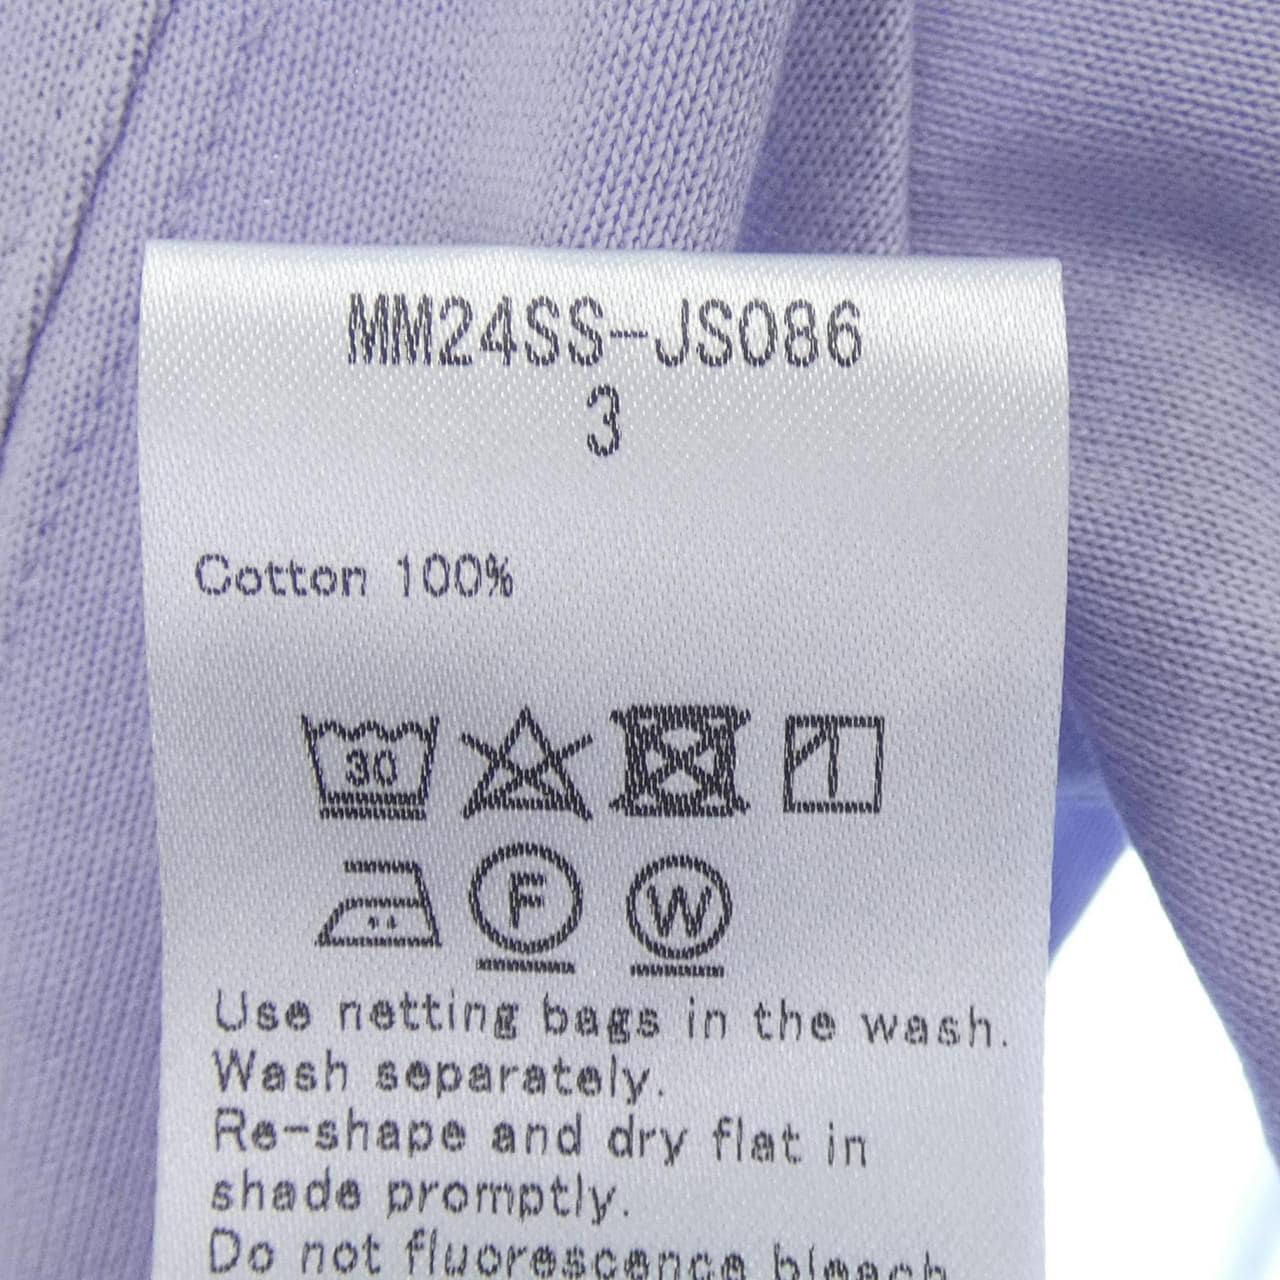 MM24SS-JS086
3
Cotton 100%
30
F W
Use netting bags in the wash.
Wash separately.
Re-shape and dry flat in
shade promptly.
Do not fluorescence bleach